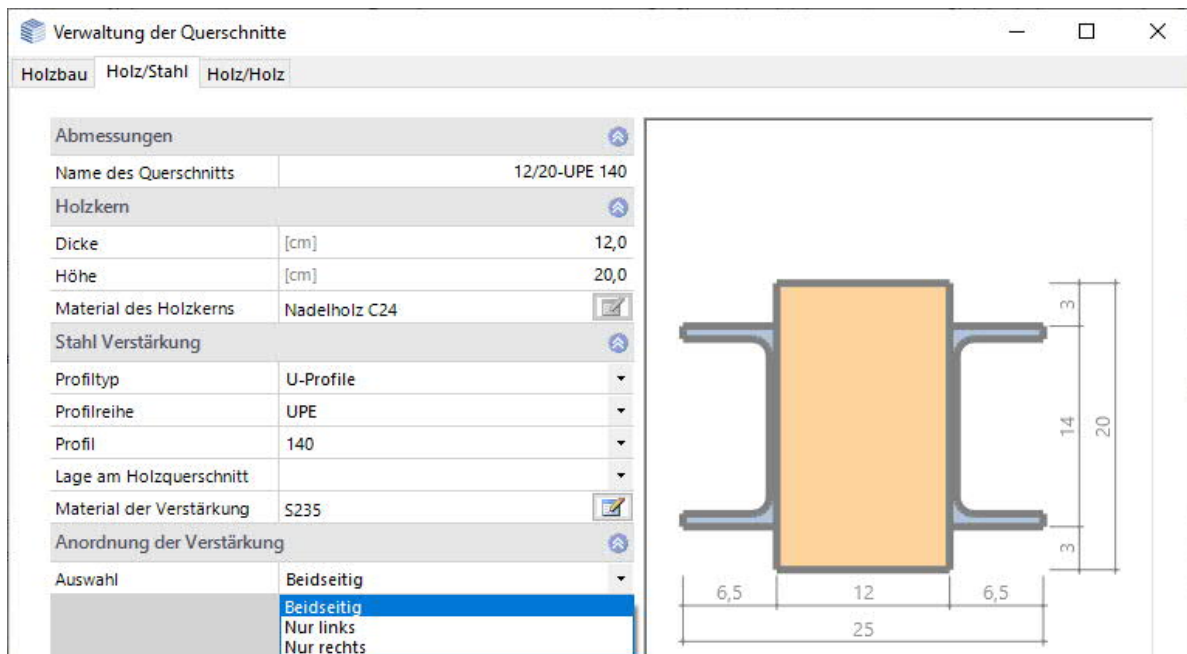 Verwaltung der Querschnitte
Holzbau Holz/Stahl Holz/Holz
Abmessungen
Name des Querschnitts 12/20-UPE 140
Holzkern
Dicke [cm] 12,0
Höhe [cm] 20,0
Material des Holzkerns Nadelholz C24
Stahl Verstärkung
Profiltyp U-Profile
Profilreihe UPE
Profil 140
Lage am Holzquerschnitt
Material der Verstärkung S235
Anordnung der Verstärkung
Auswahl Beidseitig
Beidseitig
Nur links
Nur rechts
3
14
20
3
6,5 12 6,5
25